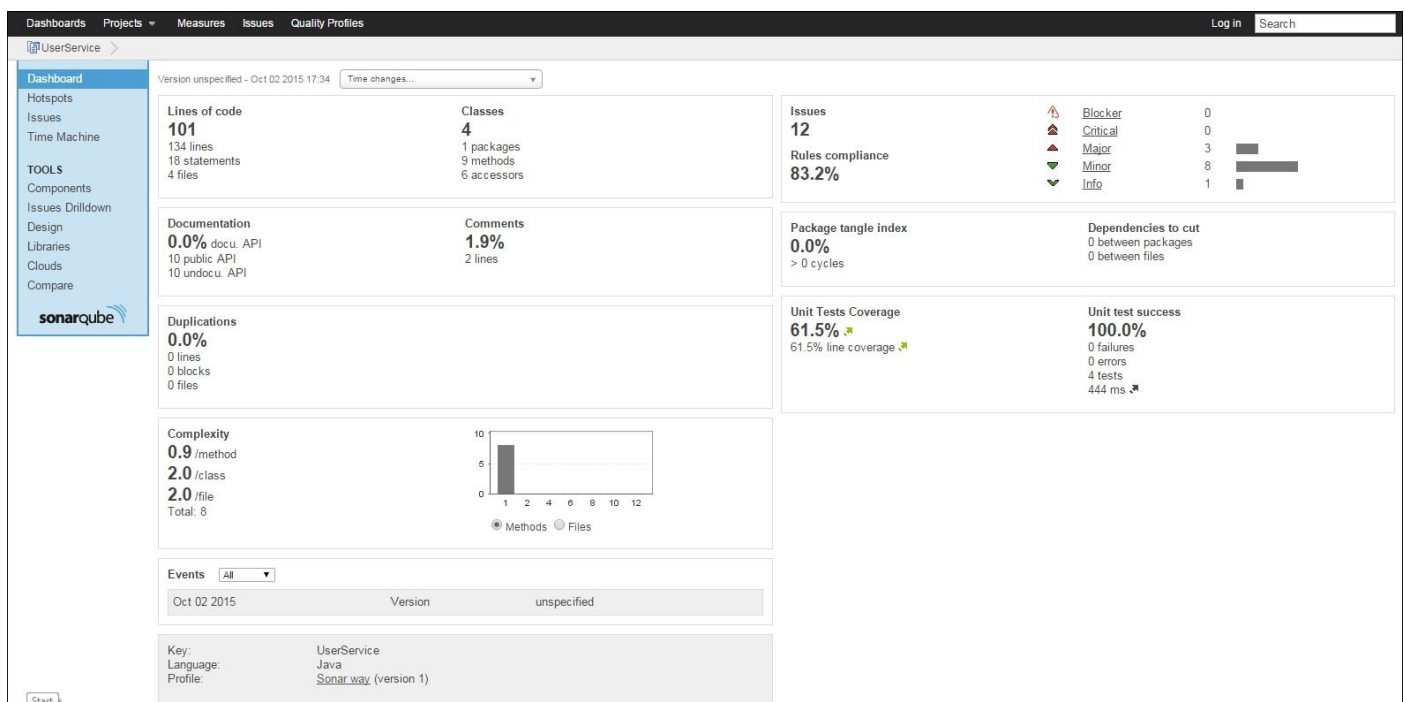 Dashboards Projects Measures Issues Quality Profiles Log in Search
UserService
Dashboard
Hotspots
Issues
Time Machine
TOOLS
Components
Issues Drilldown
Design
Libraries
Clouds
Compare
sonarqube
Version unspecified - Oct 02 2015 17:34 Time changes...
Lines of code
101
134 lines
18 statements
4 files
Classes
4
1 packages
9 methods
6 accessors
Documentation
0.0% docu. API
10 public API
10 undocu. API
Comments
1.9%
2 lines
Duplications
0.0%
0 lines
0 blocks
0 files
Complexity
0.9 /method
2.0 /class
2.0 /file
Total: 8
10
5
0
1 2 4 6 8 10 12
Methods Files
Events All
Oct 02 2015 Version unspecified
Key: UserService
Language: Java
Profile: Sonar way (version 1)
Issues
12
Rules compliance
83.2%
Blocker 0
Critical 0
Major 3
Minor 8
Info 1
Package tangle index
0.0%
> 0 cycles
Dependencies to cut
0 between packages
0 between files
Unit Tests Coverage
61.5%
61.5% line coverage
Unit test success
100.0%
0 failures
0 errors
4 tests
444 ms
Start